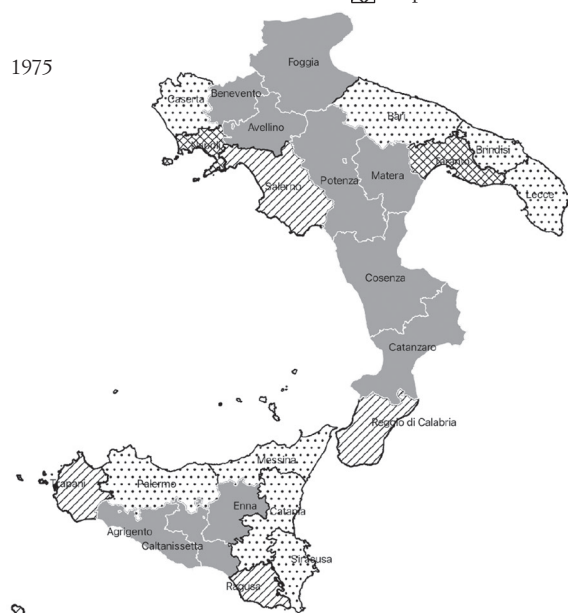 1975
Foggia
Caserta
Benevento
Bari
Avellino
Napoli
Brindisi
Taranto
Salerno
Potenza
Matera
Lecce
Cosenza
Catanzaro
Reggio di Calabria
Messina
Trapani
Palermo
Enna
Catania
Agrigento
Caltanissetta
Siracusa
Ragusa